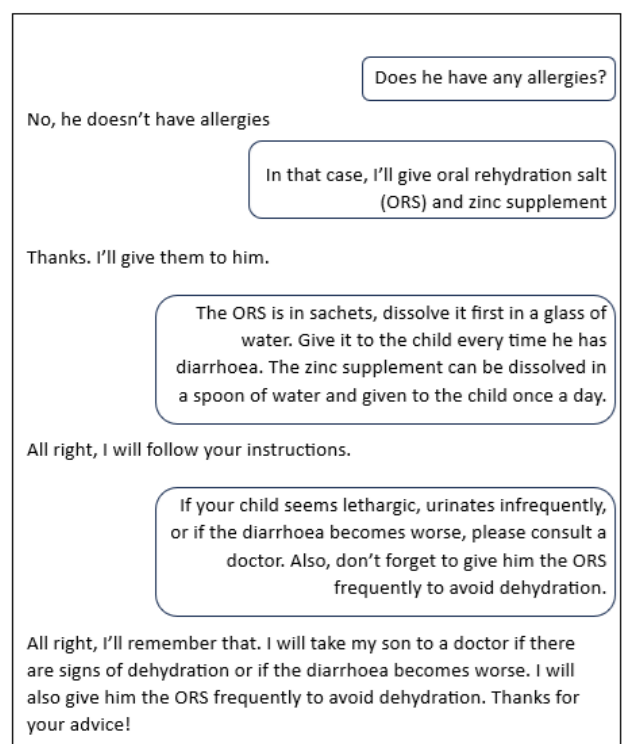 Does he have any allergies?
No, he doesn’t have allergies
In that case, I’ll give oral rehydration salt
(ORS) and zinc supplement
Thanks. I’ll give them to him.
The ORS is in sachets, dissolve it first in a glass of
water. Give it to the child every time he has
diarrhoea. The zinc supplement can be dissolved in
a spoon of water and given to the child once a day.
All right, I will follow your instructions.
If your child seems lethargic, urinates infrequently,
or if the diarrhoea becomes worse, please consult a
doctor. Also, don’t forget to give him the ORS
frequently to avoid dehydration.
All right, I’ll remember that. I will take my son to a doctor if there
are signs of dehydration or if the diarrhoea becomes worse. I will
also give him the ORS frequently to avoid dehydration. Thanks for
your advice!